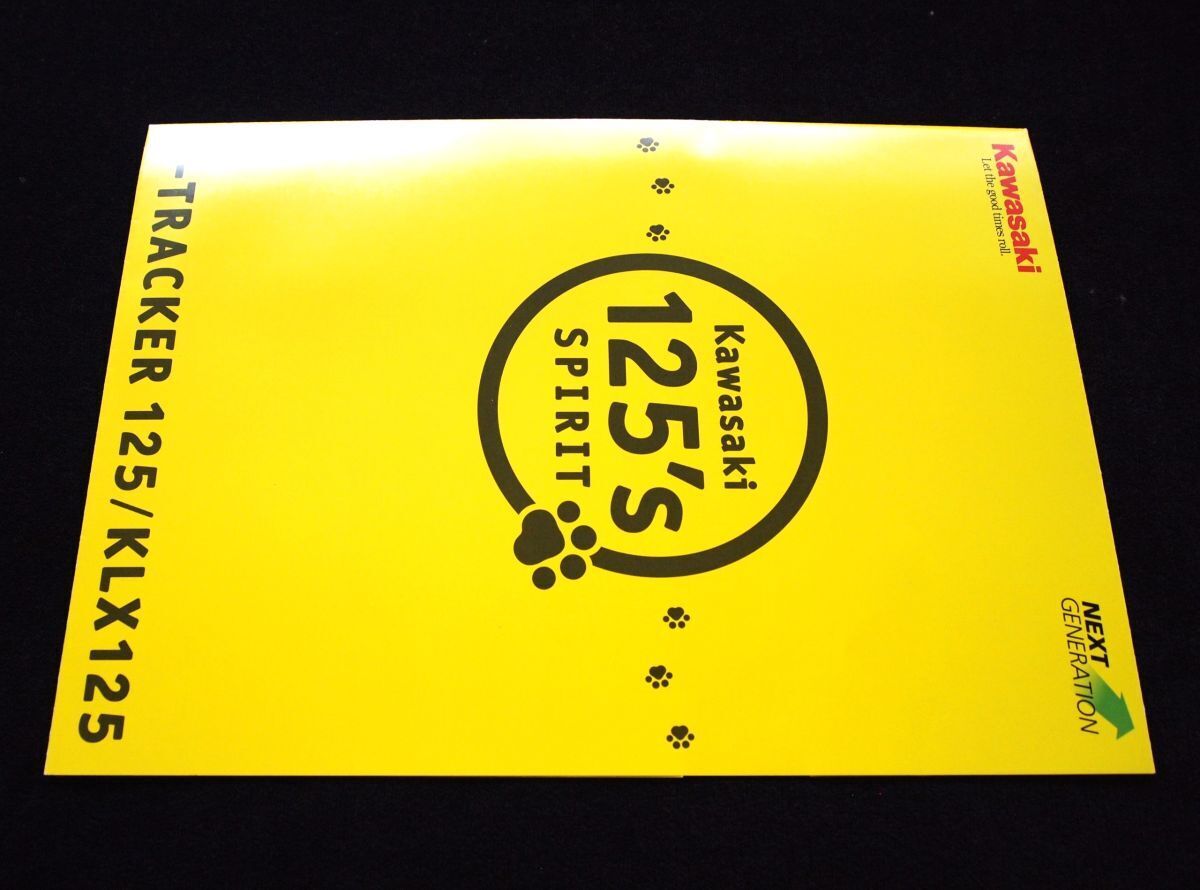 Kawasaki
Let the good times roll.
NEXT
GENERATION
Kawasaki
125's
SPIRIT
-TRACKER 125/KLX125